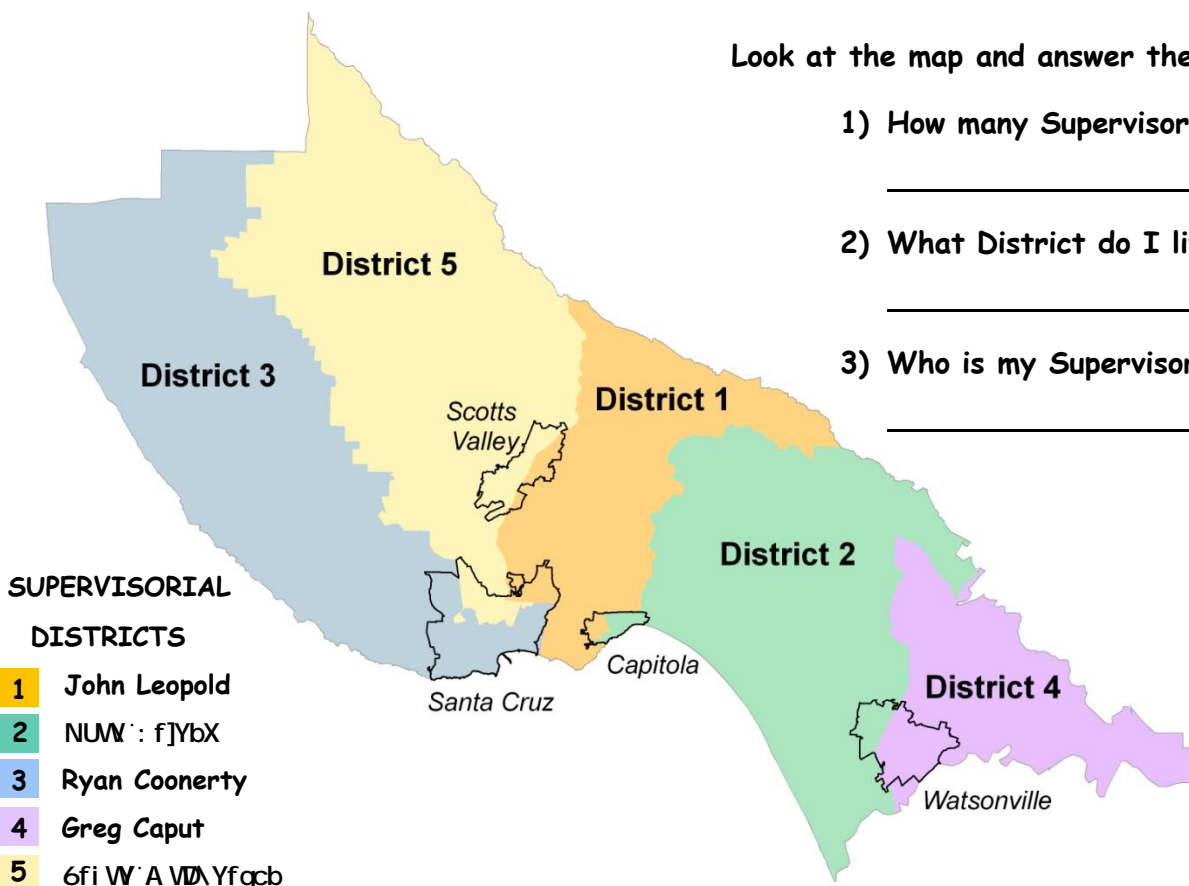 Look at the map and answer the
1) How many Supervisor
2) What District do I li
3) Who is my Supervisor
District 5
District 3
District 1
Scotts
Valley
District 2
District 4
Capitola
Santa Cruz
Watsonville
SUPERVISORIAL
DISTRICTS
1 John Leopold
2
3 Ryan Coonerty
4 Greg Caput
5